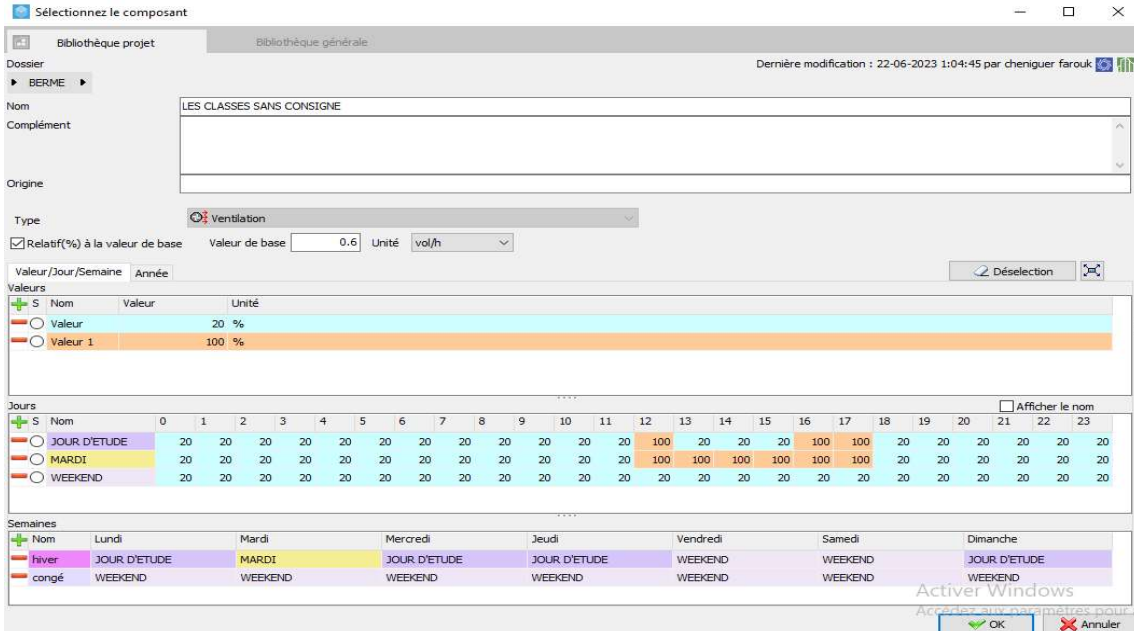 Sélectionnez le composant
Bibliothèque projet Bibliothèque générale
Dossier Dernière modification : 22-06-2023 1:04:45 par cheniguer farouk
BERME
Nom LES CLASSES SANS CONSIGNE
Complément
Origine
Type Ventilation
Relatif(%) à la valeur de base Valeur de base 0.6 Unité vol/h
Valeur/Jour/Semaine Année Déselection
Valeurs
S Nom Valeur Unité
Valeur 20 %
Valeur 1 100 %
Jours Afficher le nom
S Nom 0 1 2 3 4 5 6 7 8 9 10 11 12 13 14 15 16 17 18 19 20 21 22 23
JOUR D'ETUDE 20 20 20 20 20 20 20 20 20 20 20 20 100 20 20 20 100 100 20 20 20 20 20 20
MARDI 20 20 20 20 20 20 20 20 20 20 20 20 100 100 100 100 100 100 20 20 20 20 20 20
WEEKEND 20 20 20 20 20 20 20 20 20 20 20 20 20 20 20 20 20 20 20 20 20 20 20 20
Semaines
Nom Lundi Mardi Mercredi Jeudi Vendredi Samedi Dimanche
hiver JOUR D'ETUDE MARDI JOUR D'ETUDE JOUR D'ETUDE WEEKEND WEEKEND JOUR D'ETUDE
congé WEEKEND WEEKEND WEEKEND WEEKEND WEEKEND WEEKEND WEEKEND
Activer Windows
Accédez aux paramètres pour
OK Annuler